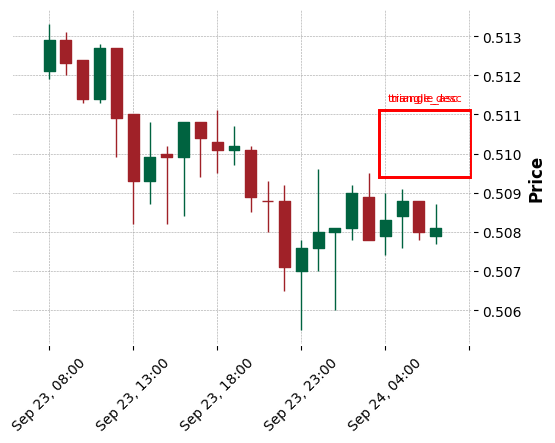 0.513
0.512
triangle_desc
0.511
0.510
0.509
0.508
0.507
0.506
Price
Sep 23, 08:00
Sep 23, 13:00
Sep 23, 18:00
Sep 23, 23:00
Sep 24, 04:00